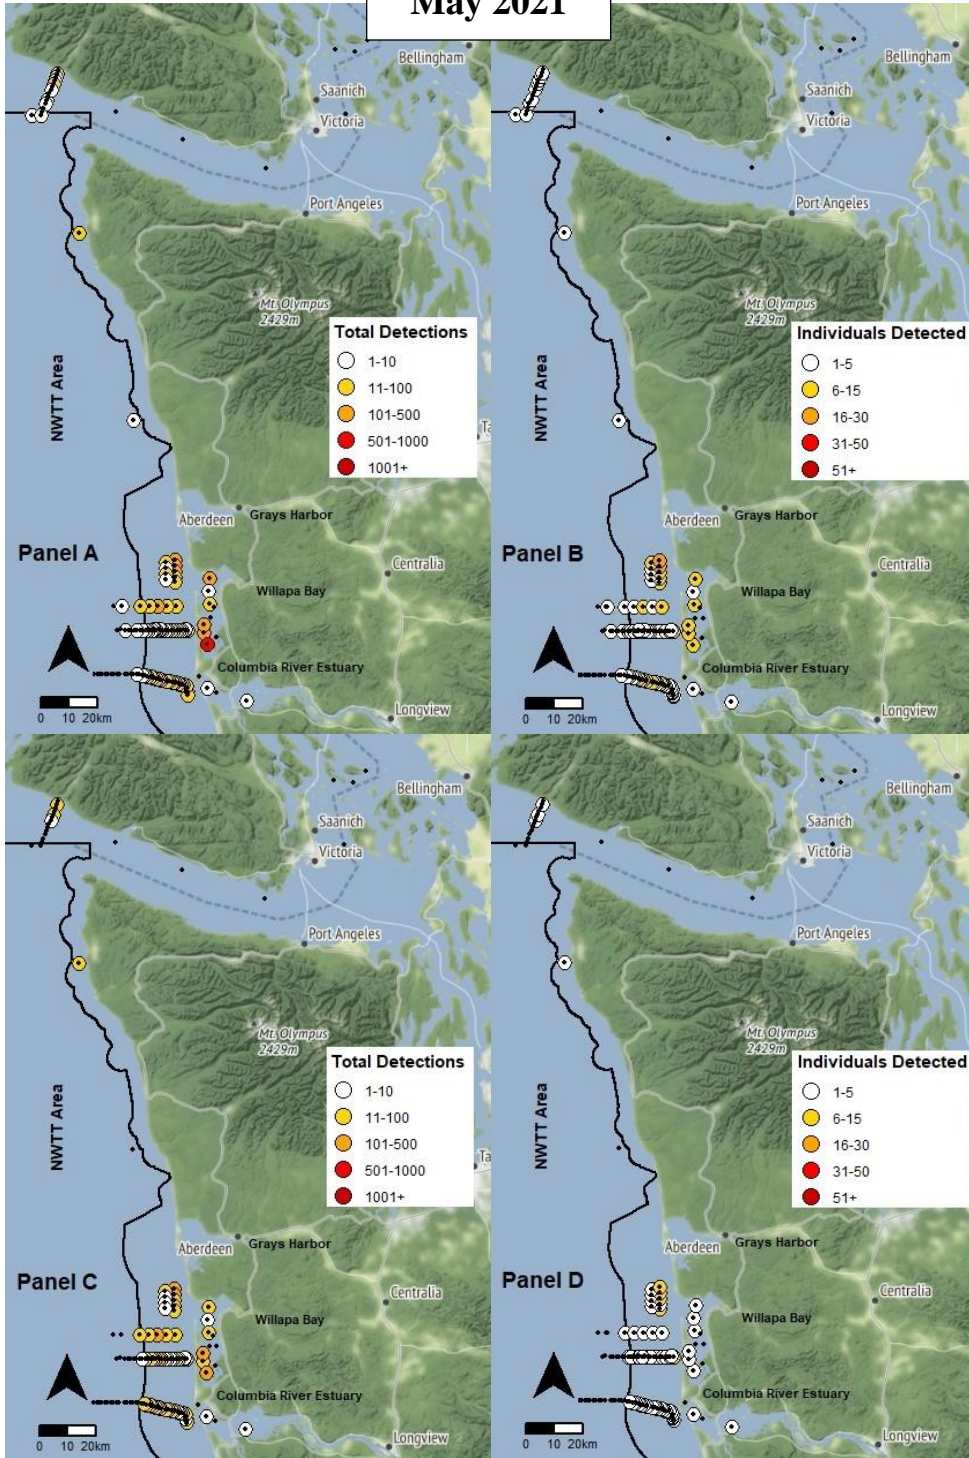 May 2021
Bellingham
Saanich
Victoria
Port Angeles
Mt. Olympus
2429m
Total Detections
1-10
11-100
101-500
501-1000
1001+
NWTT Area
Ta
Aberdeen
Grays Harbor
Panel A
Centralia
Willapa Bay
Columbia River Estuary
0 10 20km
Longview
Bellingham
Saanich
Victoria
Port Angeles
Mt. Olympus
2429m
Individuals Detected
1-5
6-15
16-30
31-50
51+
NWTT Area
Aberdeen
Grays Harbor
Panel B
Centralia
Willapa Bay
Columbia River Estuary
0 10 20km
Longview
Bellingham
Saanich
Victoria
Port Angeles
Mt. Olympus
2429m
Total Detections
1-10
11-100
101-500
501-1000
1001+
NWTT Area
Ta
Aberdeen
Grays Harbor
Panel C
Centralia
Willapa Bay
Columbia River Estuary
0 10 20km
Longview
Bellingham
Saanich
Victoria
Port Angeles
Mt. Olympus
2429m
Individuals Detected
1-5
6-15
16-30
31-50
51+
NWTT Area
Aberdeen
Grays Harbor
Panel D
Centralia
Willapa Bay
Columbia River Estuary
0 10 20km
Longview